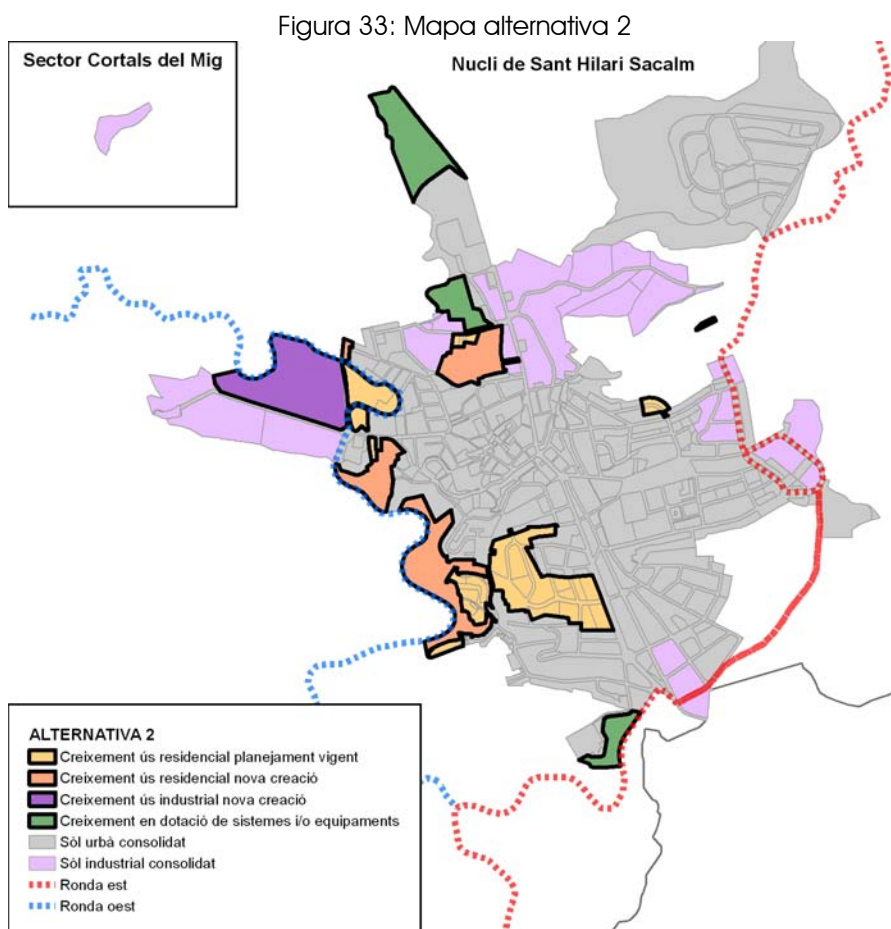 Figura 33: Mapa alternativa 2
Sector Cortals del Mig
Nucli de Sant Hilari Sacalm
ALTERNATIVA 2
Creixement ús residencial planejament vigent
Creixement ús residencial nova creació
Creixement ús industrial nova creació
Creixement en dotació de sistemes i/o equipaments
Sòl urbà consolidat
Sòl industrial consolidat
Ronda est
Ronda oest